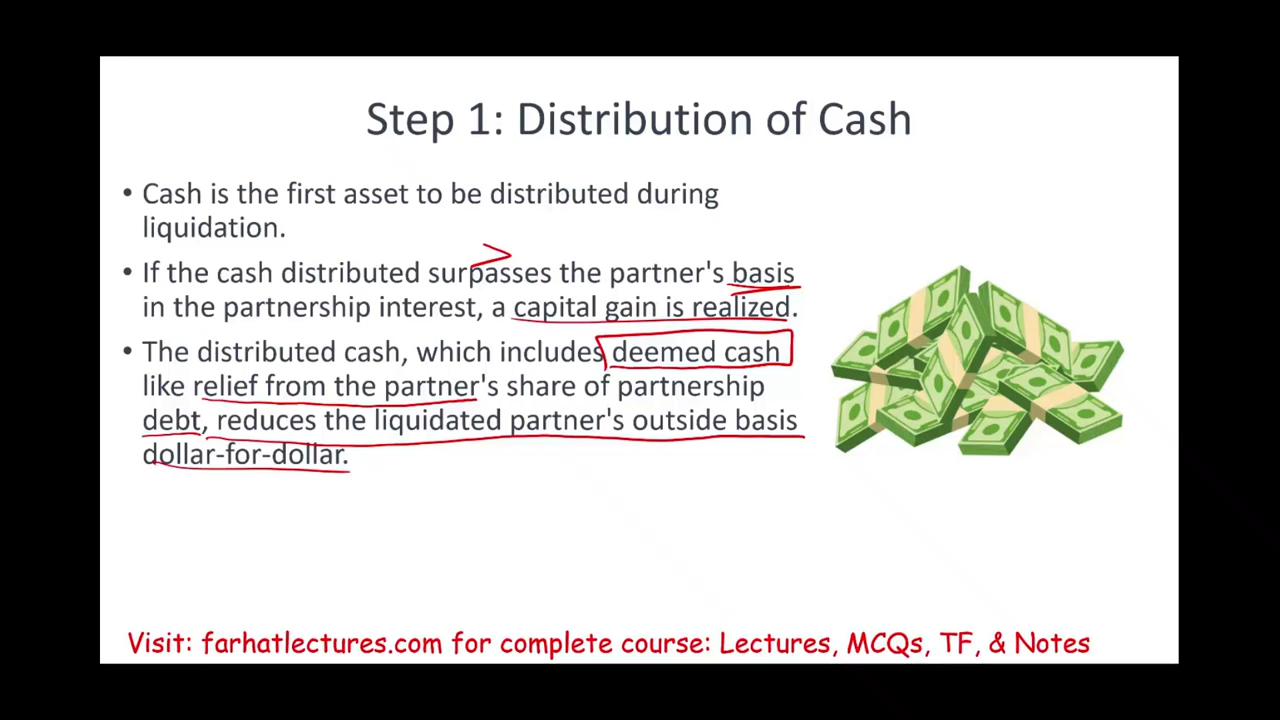 Step 1: Distribution of Cash
• Cash is the first asset to be distributed during
liquidation.
>
• If the cash distributed surpasses the partner's basis
in the partnership interest, a capital gain is realized.
• The distributed cash, which includes deemed cash
like relief from the partner's share of partnership
debt, reduces the liquidated partner's outside basis
dollar-for-dollar.
Visit: farhatlectures.com for complete course: Lectures, MCQs, TF, & Notes